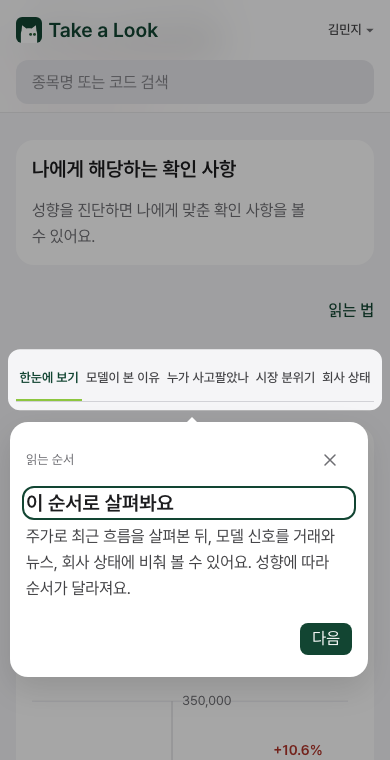 Take a Look
김민지
종목명 또는 코드 검색
나에게 해당하는 확인 사항
성향을 진단하면 나에게 맞춘 확인 사항을 볼
수 있어요.
읽는 법
한눈에 보기 모델이 본 이유 누가 사고팔았나 시장 분위기 회사 상태
읽는 순서
이 순서로 살펴봐요
주가로 최근 흐름을 살펴본 뒤, 모델 신호를 거래와
뉴스, 회사 상태에 비춰 볼 수 있어요. 성향에 따라
순서가 달라져요.
다음
350,000
+10.6%